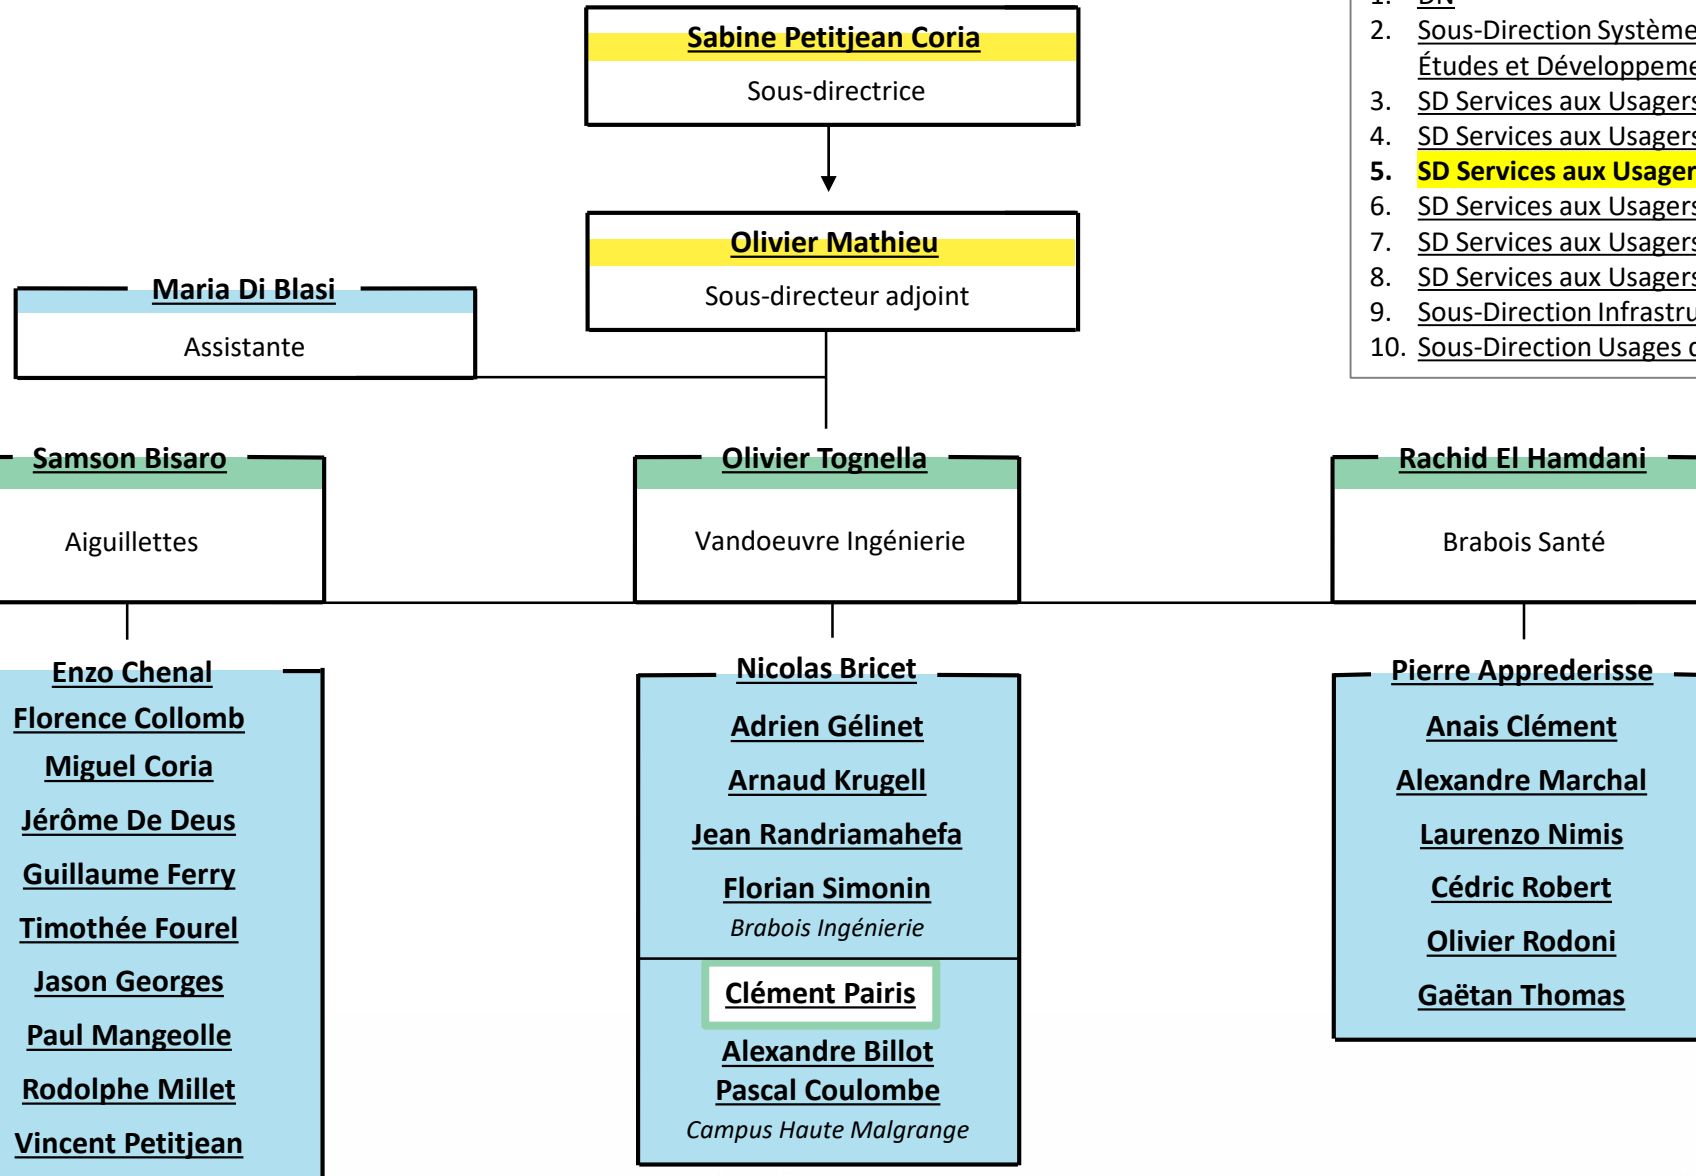 Sabine Petitjean Coria
Sous-directrice
Olivier Mathieu
Sous-directeur adjoint
Maria Di Blasi
Assistante
1. DN
2. Sous-Direction Système
Études et Développeme
3. SD Services aux Usagers
4. SD Services aux Usagers
5. SD Services aux Usager
6. SD Services aux Usagers
7. SD Services aux Usagers
8. SD Services aux Usagers
9. Sous-Direction Infrastru
10. Sous-Direction Usages d
Samson Bisaro
Aiguillettes
Olivier Tognella
Vandoeuvre Ingénierie
Rachid El Hamdani
Brabois Santé
Enzo Chenal
Florence Collomb
Miguel Coria
Jérôme De Deus
Guillaume Ferry
Timothée Fourel
Jason Georges
Paul Mangeolle
Rodolphe Millet
Vincent Petitjean
Nicolas Bricet
Adrien Gélinet
Arnaud Krugell
Jean Randriamahefa
Florian Simonin
Brabois Ingénierie
Clément Pairis
Alexandre Billot
Pascal Coulombe
Campus Haute Malgrange
Pierre Apprederisse
Anais Clément
Alexandre Marchal
Laurenzo Nimis
Cédric Robert
Olivier Rodoni
Gaëtan Thomas